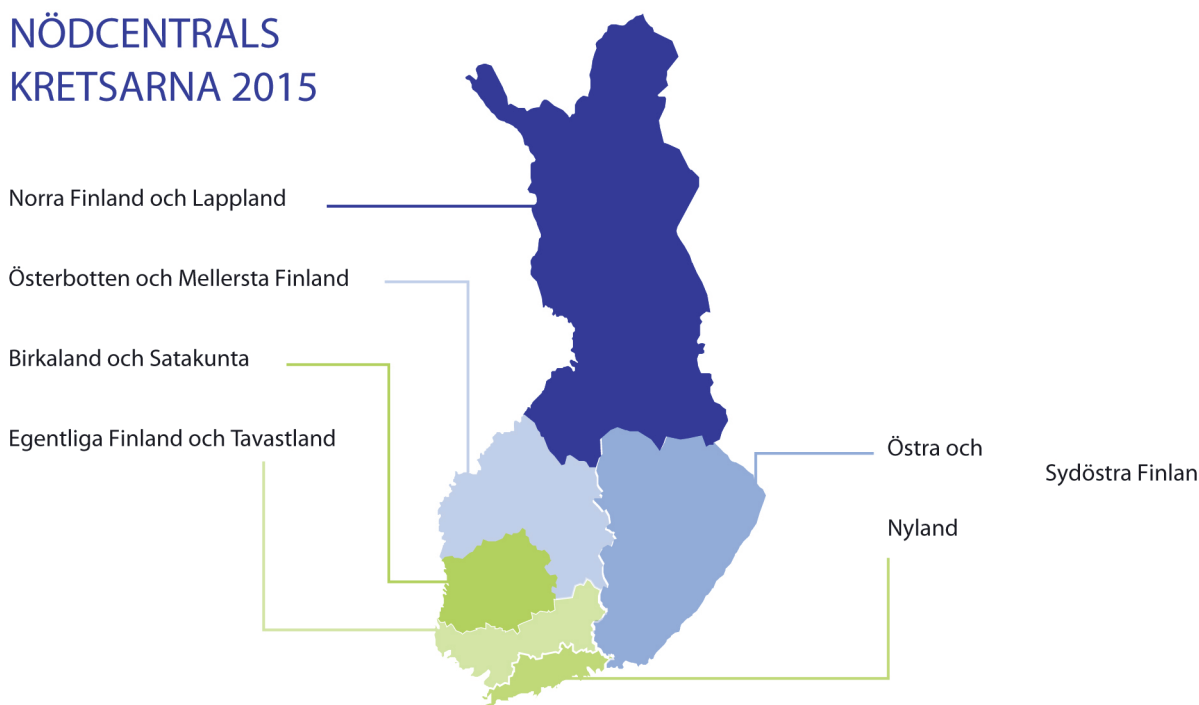 NÖDCENTRALS
KRETSARNA 2015
Norra Finland och Lappland
Österbotten och Mellersta Finland
Birkaland och Satakunta
Egentliga Finland och Tavastland
Östra och
Sydöstra Finlan
Nyland